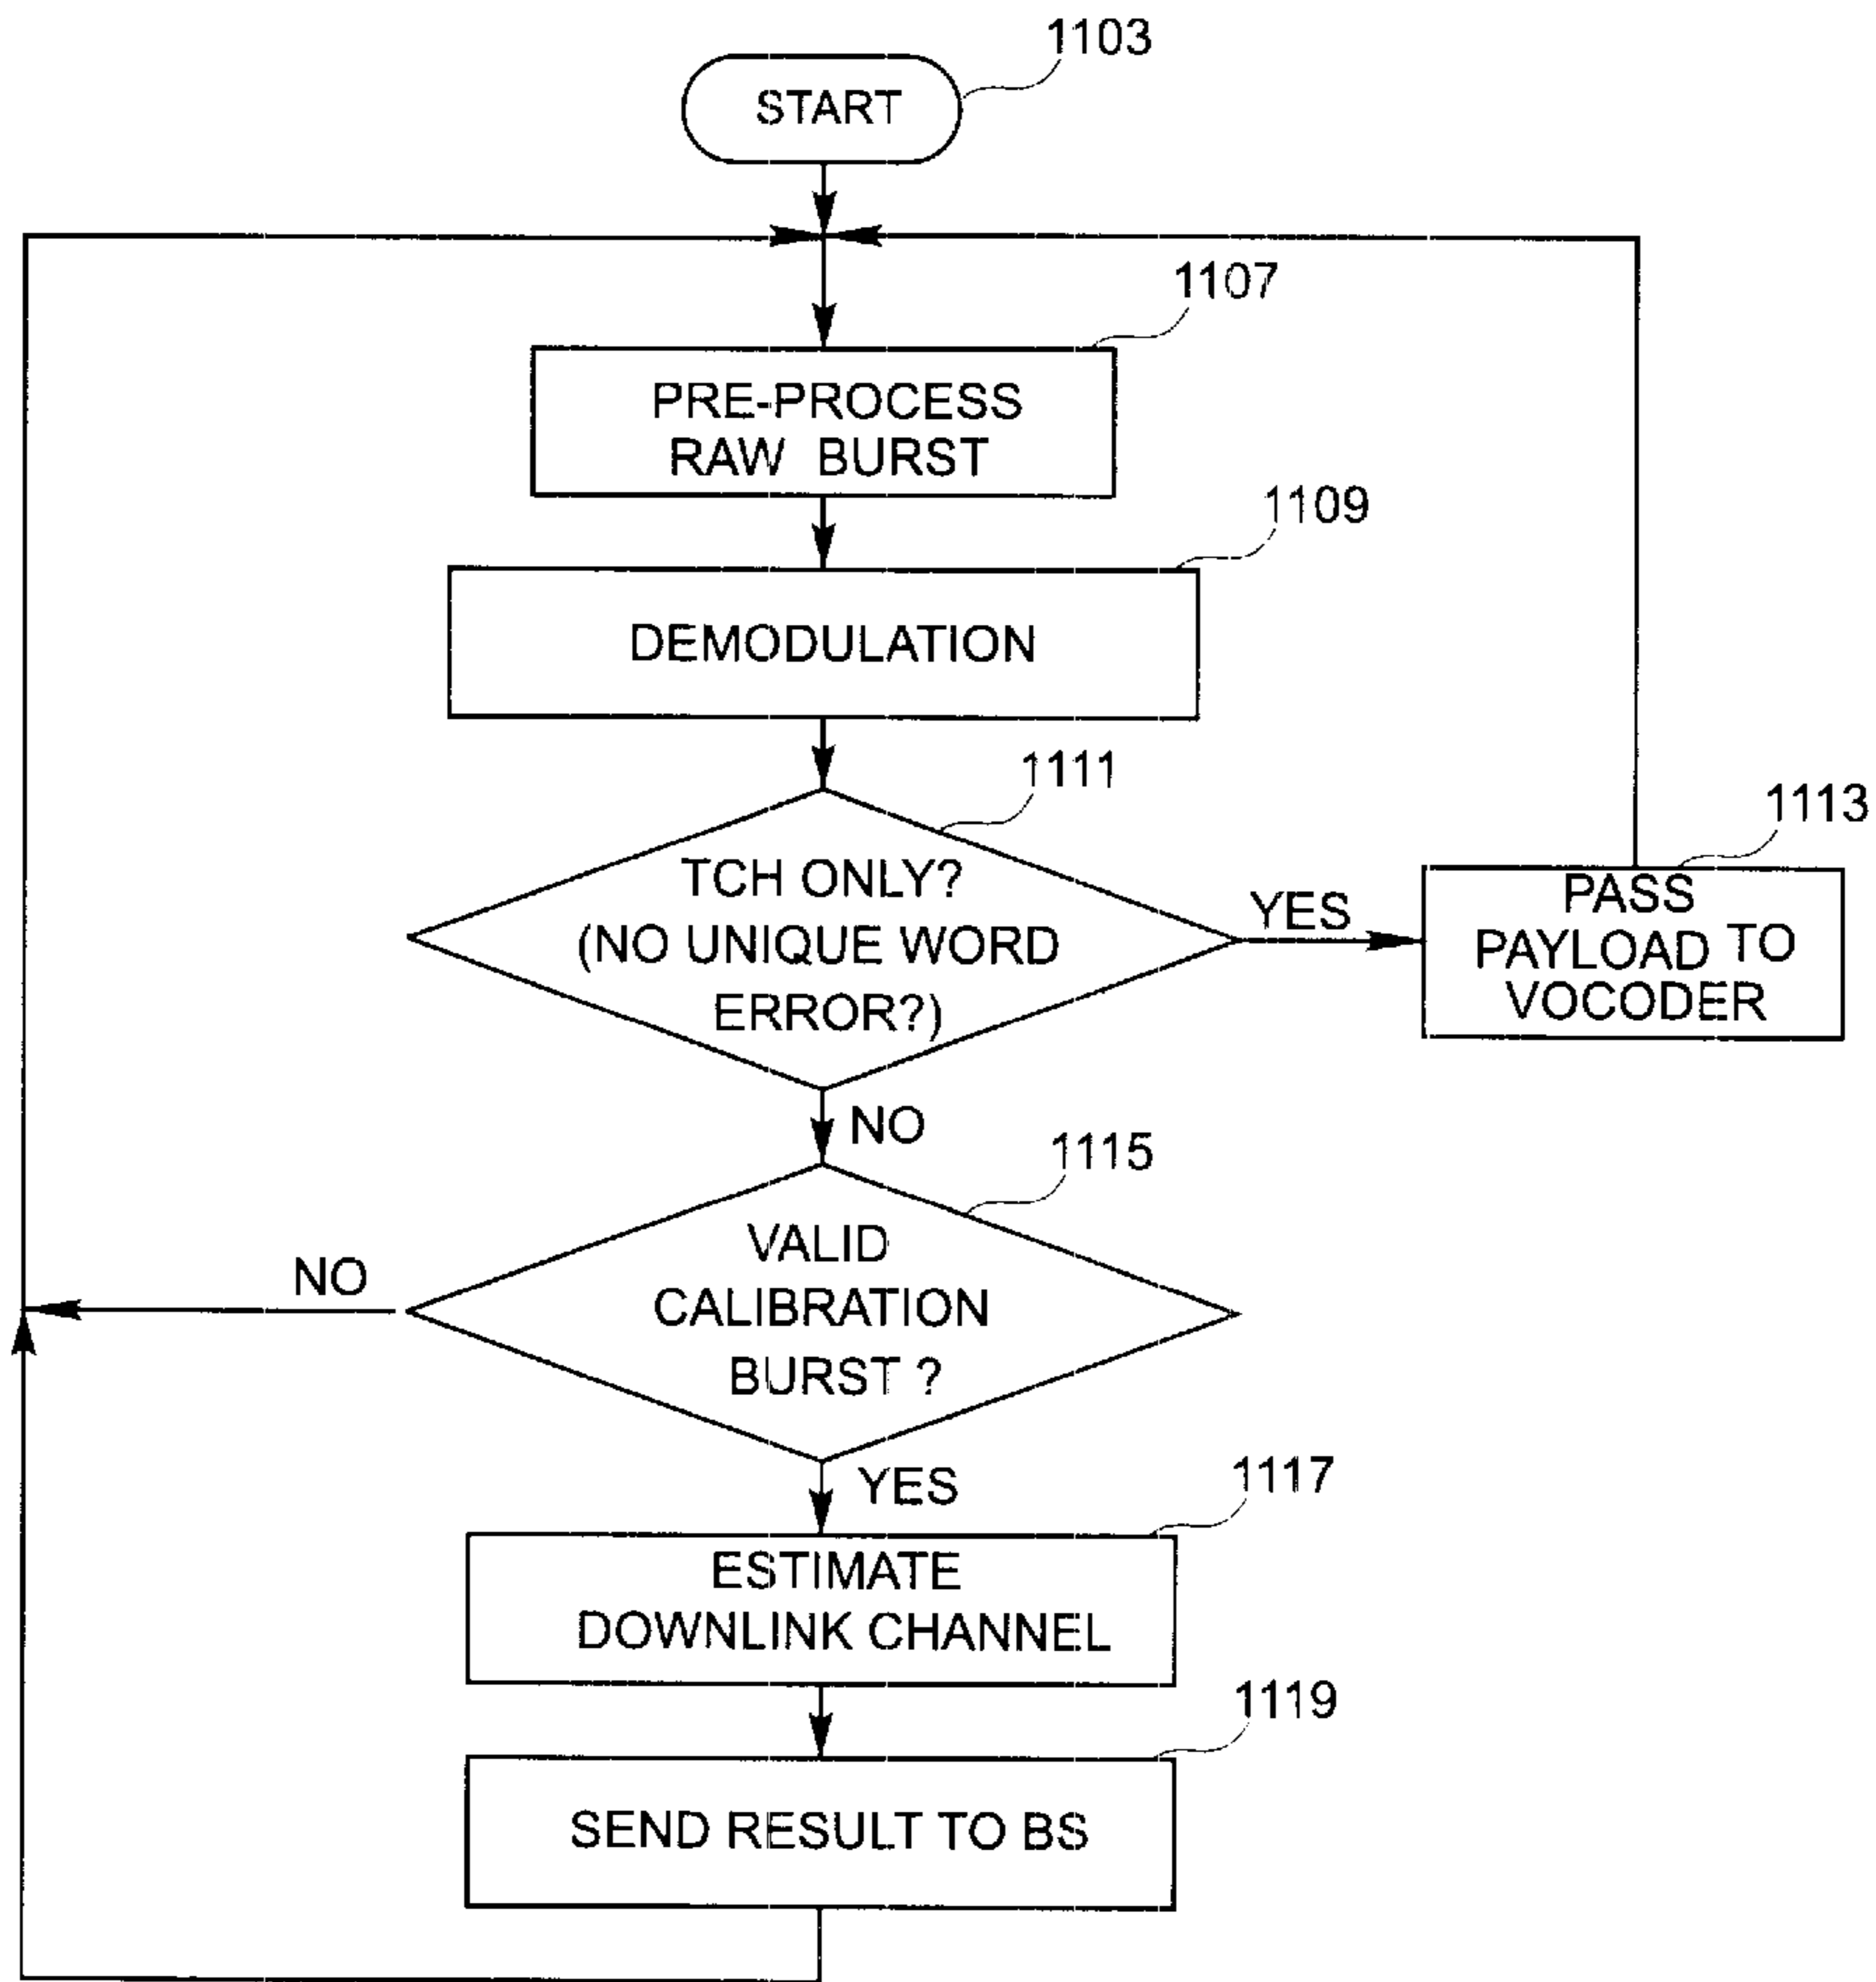 1103
START
1107
PRE-PROCESS
RAW BURST
1109
DEMODULATION
1111
TCH ONLY?
(NO UNIQUE WORD
ERROR?)
YES
1113
PASS
PAYLOAD TO
VOCODER
NO
1115
VALID
CALIBRATION
BURST ?
NO
YES
1117
ESTIMATE
DOWNLINK CHANNEL
1119
SEND RESULT TO BS